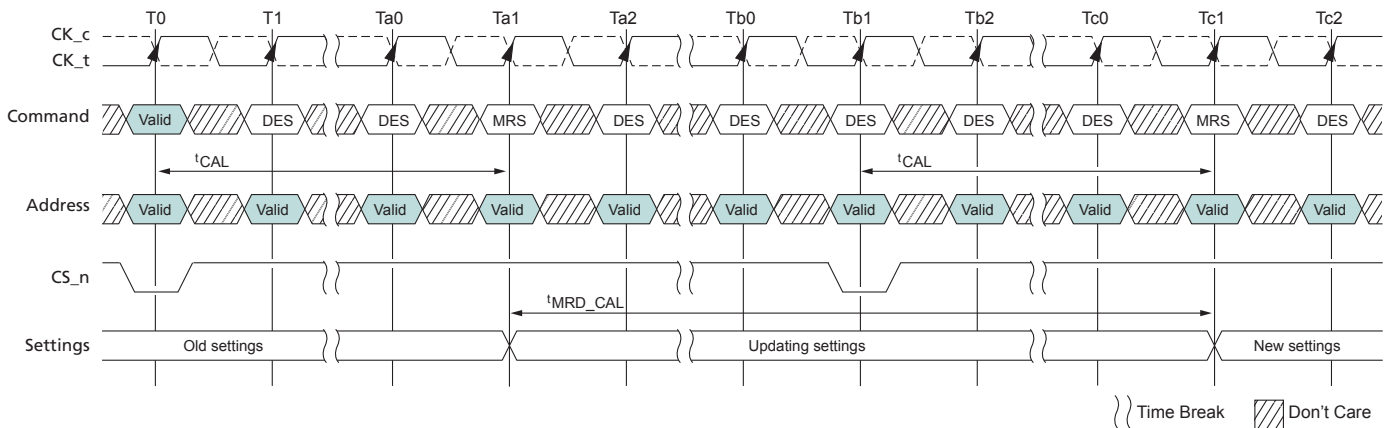 T0 T1 Ta0 Ta1 Ta2 Tb0 Tb1 Tb2 Tc0 Tc1 Tc2
CK_c
CK_t
Command Valid DES DES MRS DES DES DES DES DES MRS DES
tCAL tCAL
Address Valid Valid Valid Valid Valid Valid Valid Valid Valid Valid Valid
CS_n
tMRD_CAL
Settings Old settings Updating settings New settings
Time Break Don't Care